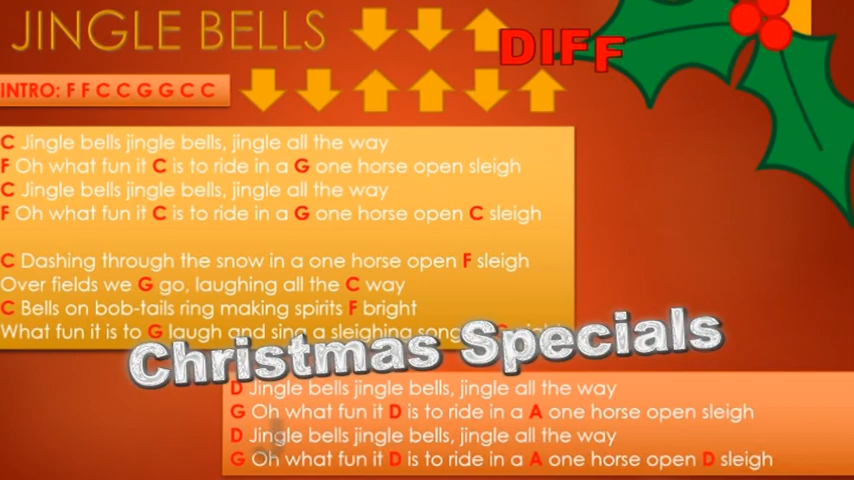 JINGLE BELLS
DIFF
INTRO: F F C C G G C C
C Jingle bells jingle bells, jingle all the way
F Oh what fun it C is to ride in a G one horse open sleigh
C Jingle bells jingle bells, jingle all the way
F Oh what fun it C is to ride in a G one horse open C sleigh
C Dashing through the snow in a one horse open F sleigh
Over fields we G go, laughing all the C way
C Bells on bob-tails ring making spirits F bright
What fun it is to G laugh and sing a sleighing song
Christmas Specials
D Jingle bells jingle bells, jingle all the way
G Oh what fun it D is to ride in a A one horse open sleigh
D Jingle bells jingle bells, jingle all the way
G Oh what fun it D is to ride in a A one horse open D sleigh